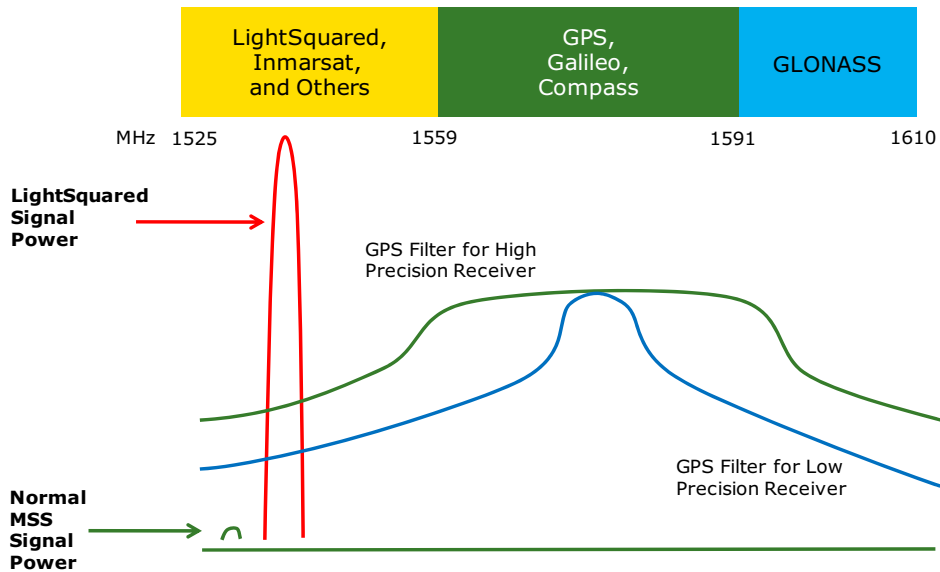 LightSquared,
Inmarsat,
and Others
GPS,
Galileo,
Compass
GLONASS
MHz 1525 1559 1591 1610
LightSquared
Signal
Power
GPS Filter for High
Precision Receiver
GPS Filter for Low
Precision Receiver
Normal
MSS
Signal
Power